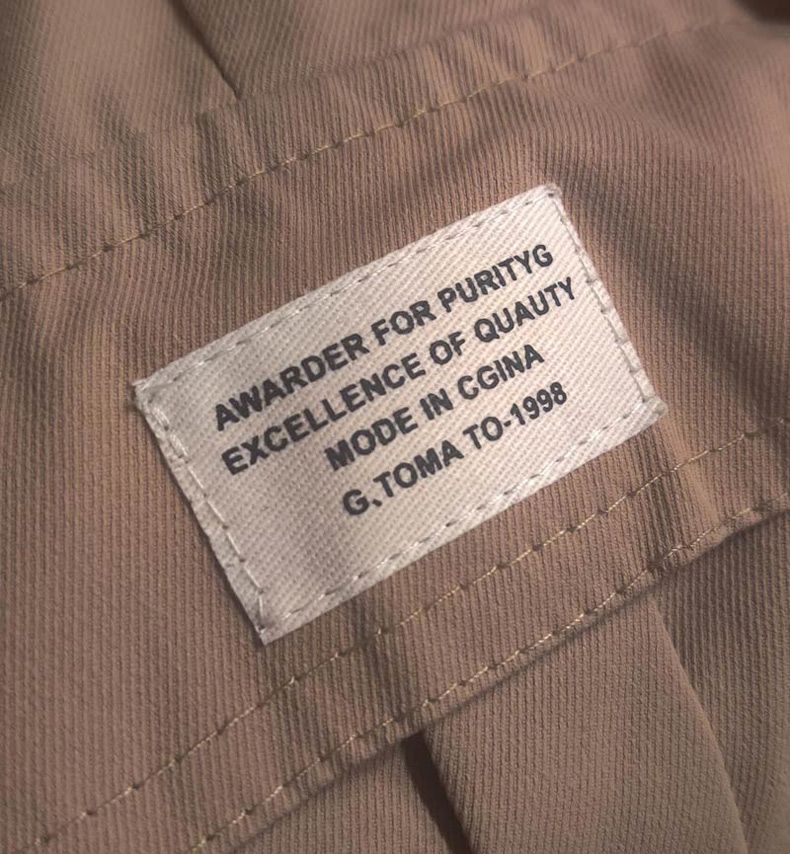 AWARDER FOR PURITYG
EXCELLENCE OF QUAUTY
MODE IN CGINA
G.TOMA TO-1998